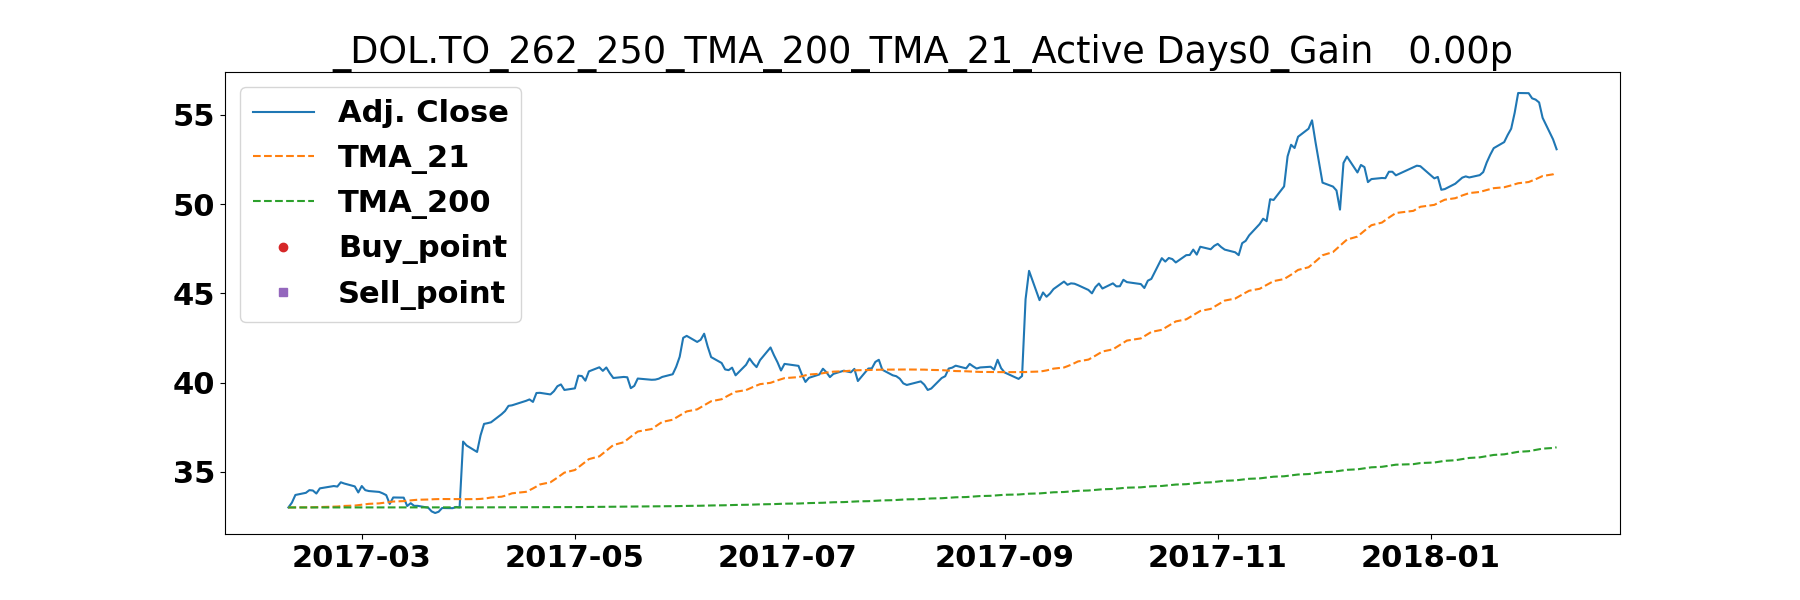 _DOL.TO_262_250_TMA_200_TMA_21_Active Days0_Gain   0.00p
Adj. Close
TMA_21
TMA_200
Buy_point
Sell_point
55
50
45
40
35
2017-03 2017-05 2017-07 2017-09 2017-11 2018-01